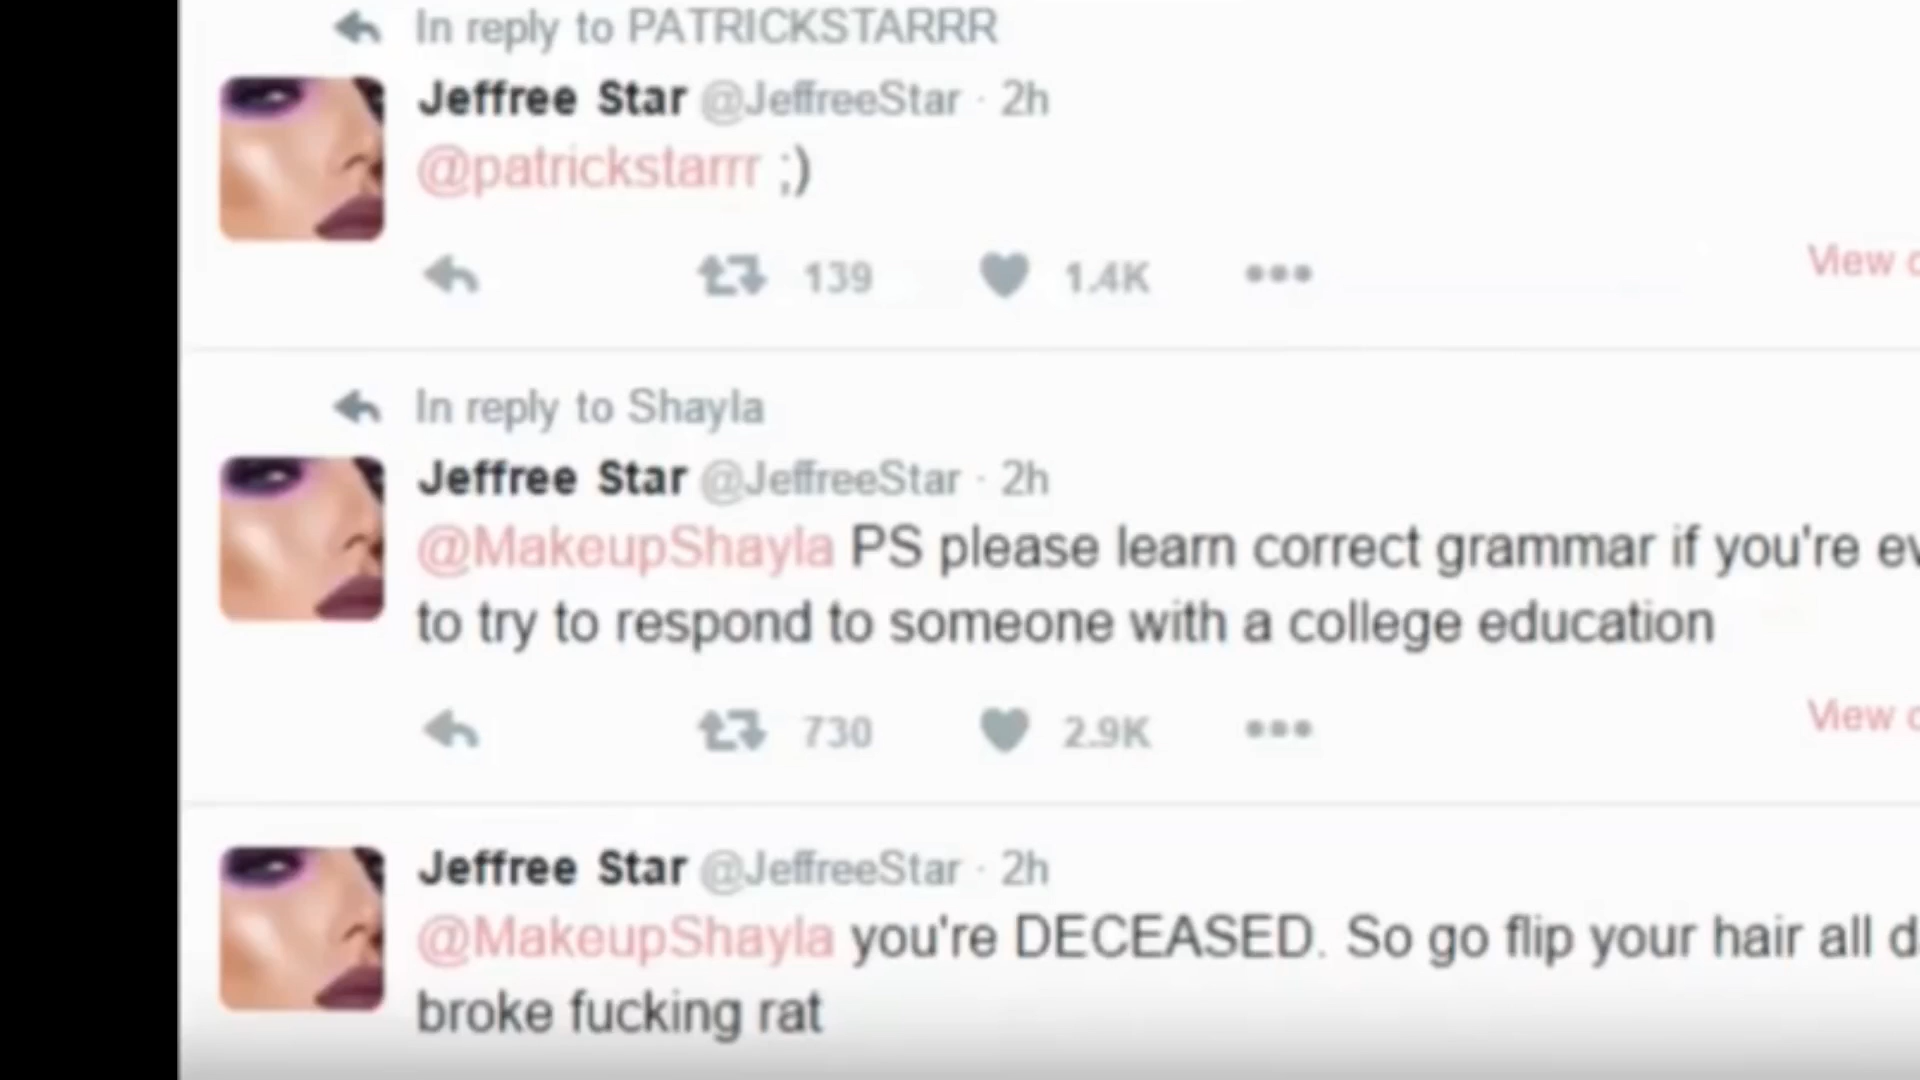 In reply to PATRICKSTARRR
Jeffree Star @JeffreeStar · 2h
@patrickstarrr ;)
139 1.4K
View
In reply to Shayla
Jeffree Star @JeffreeStar · 2h
@MakeupShayla PS please learn correct grammar if you're
to try to respond to someone with a college education
730 2.9K
View
Jeffree Star @JeffreeStar · 2h
@MakeupShayla you're DECEASED. So go flip your hair all
broke fucking rat